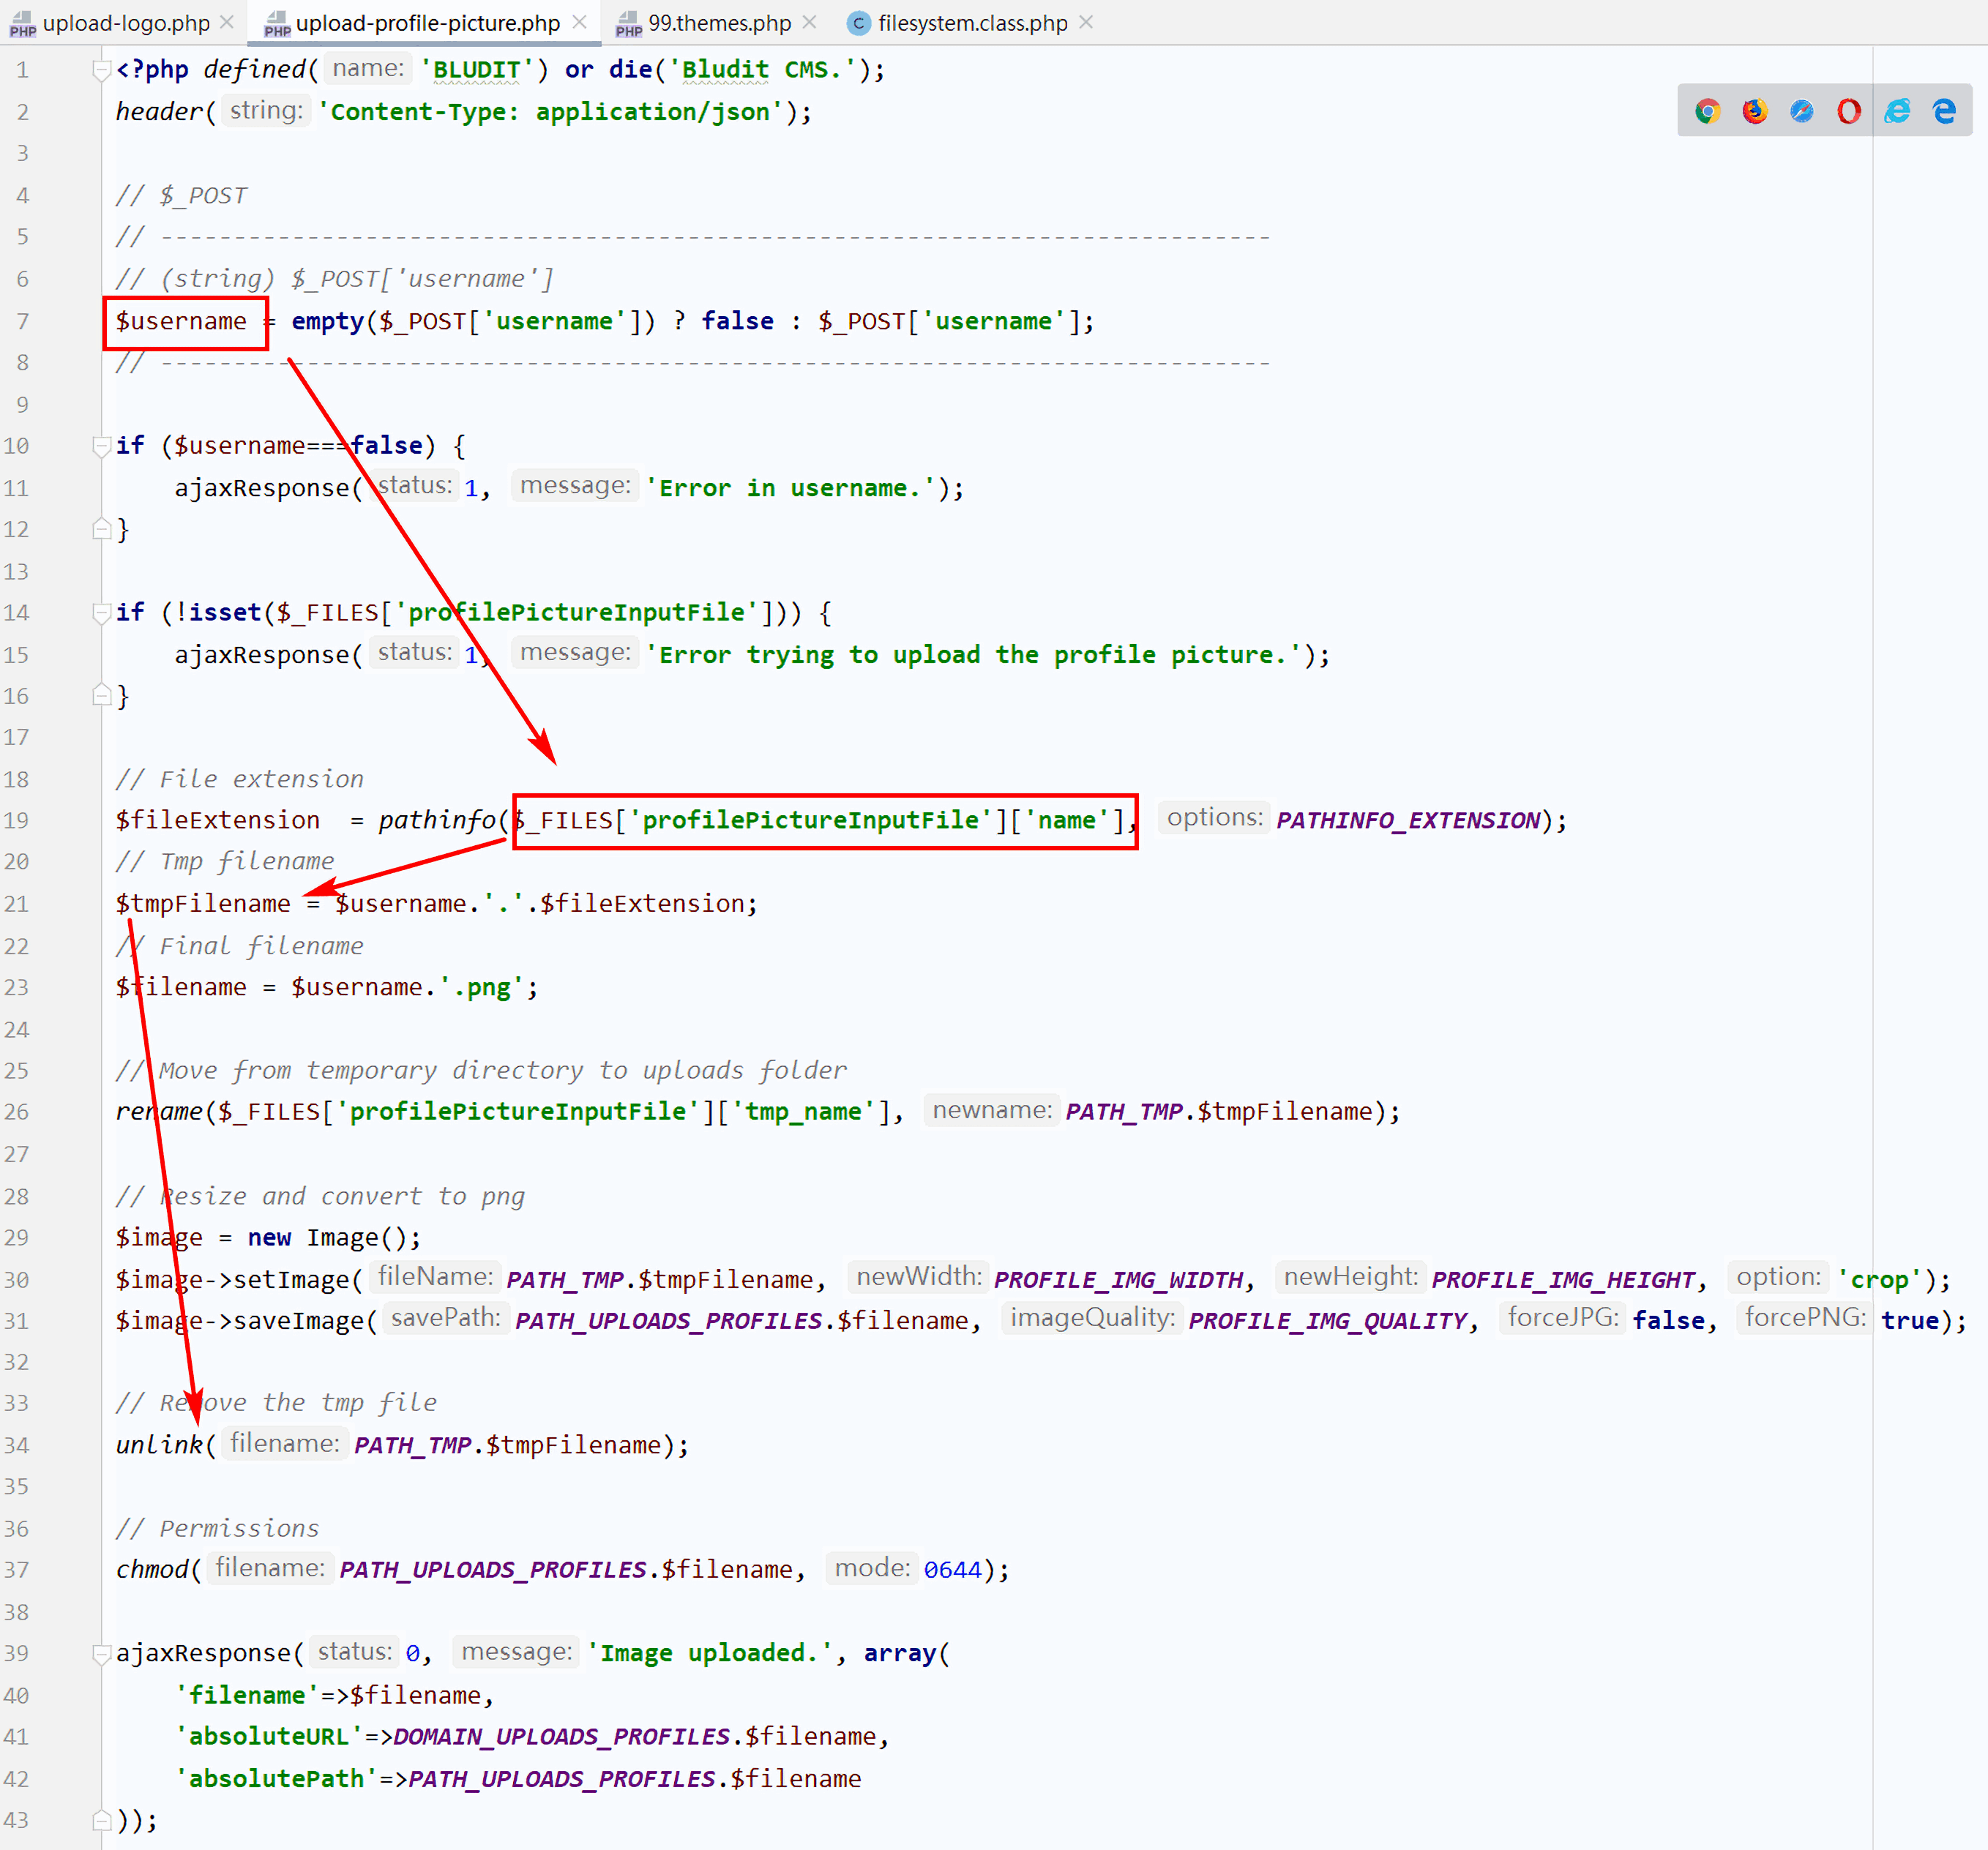 upload-logo.php upload-profile-picture.php 99.themes.php filesystem.class.php
1 <?php defined( name: 'BLUDIT') or die('Bludit CMS.');
2 header( string: 'Content-Type: application/json');
3
4 // $_POST
5 // ----------------------------------------------------------------------------
6 // (string) $_POST['username']
7 $username = empty($_POST['username']) ? false : $_POST['username'];
8 // ----------------------------------------------------------------------------
9
10 if ($username===false) {
11 ajaxResponse( status: 1, message: 'Error in username.');
12 }
13
14 if (!isset($_FILES['profilePictureInputFile'])) {
15 ajaxResponse( status: 1, message: 'Error trying to upload the profile picture.');
16 }
17
18 // File extension
19 $fileExtension = pathinfo($_FILES['profilePictureInputFile']['name'], options: PATHINFO_EXTENSION);
20 // Tmp filename
21 $tmpFilename = $username.'.'.$fileExtension;
22 // Final filename
23 $filename = $username.'.png';
24
25 // Move from temporary directory to uploads folder
26 rename($_FILES['profilePictureInputFile']['tmp_name'], newname: PATH_TMP.$tmpFilename);
27
28 // Resize and convert to png
29 $image = new Image();
30 $image->setImage( fileName: PATH_TMP.$tmpFilename, newWidth: PROFILE_IMG_WIDTH, newHeight: PROFILE_IMG_HEIGHT, option: 'crop');
31 $image->saveImage( savePath: PATH_UPLOADS_PROFILES.$filename, imageQuality: PROFILE_IMG_QUALITY, forceJPG: false, forcePNG: true);
32
33 // Remove the tmp file
34 unlink( filename: PATH_TMP.$tmpFilename);
35
36 // Permissions
37 chmod( filename: PATH_UPLOADS_PROFILES.$filename, mode: 0644);
38
39 ajaxResponse( status: 0, message: 'Image uploaded.', array(
40 'filename'=>$filename,
41 'absoluteURL'=>DOMAIN_UPLOADS_PROFILES.$filename,
42 'absolutePath'=>PATH_UPLOADS_PROFILES.$filename
43 ));